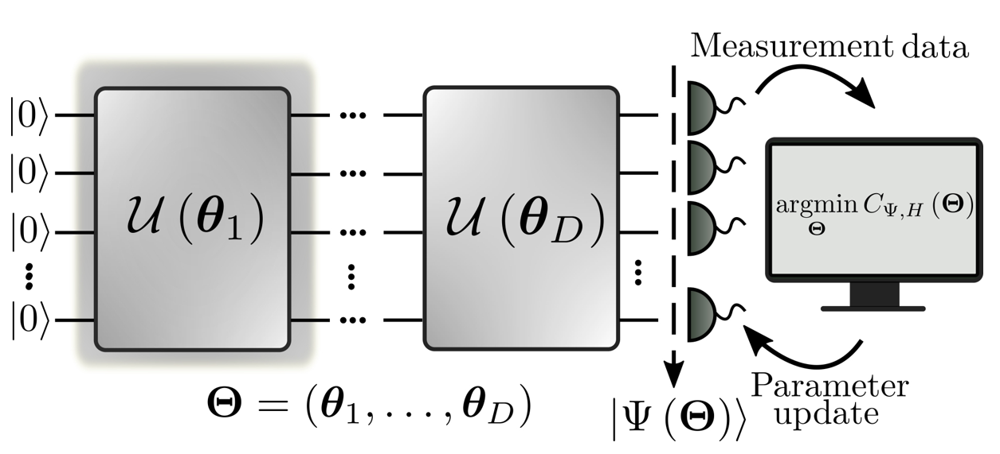 Measurement data
|0⟩
|0⟩
|0⟩
⋮
|0⟩
𝒰(𝜽₁)
...
...
...
⋮
...
𝒰(𝜽_D)
⋮
argmin C_{Ψ,H}(𝚯)
𝚯
𝚯 = (𝜽₁, . . . , 𝜽_D)
|Ψ(𝚯)⟩
Parameter
update